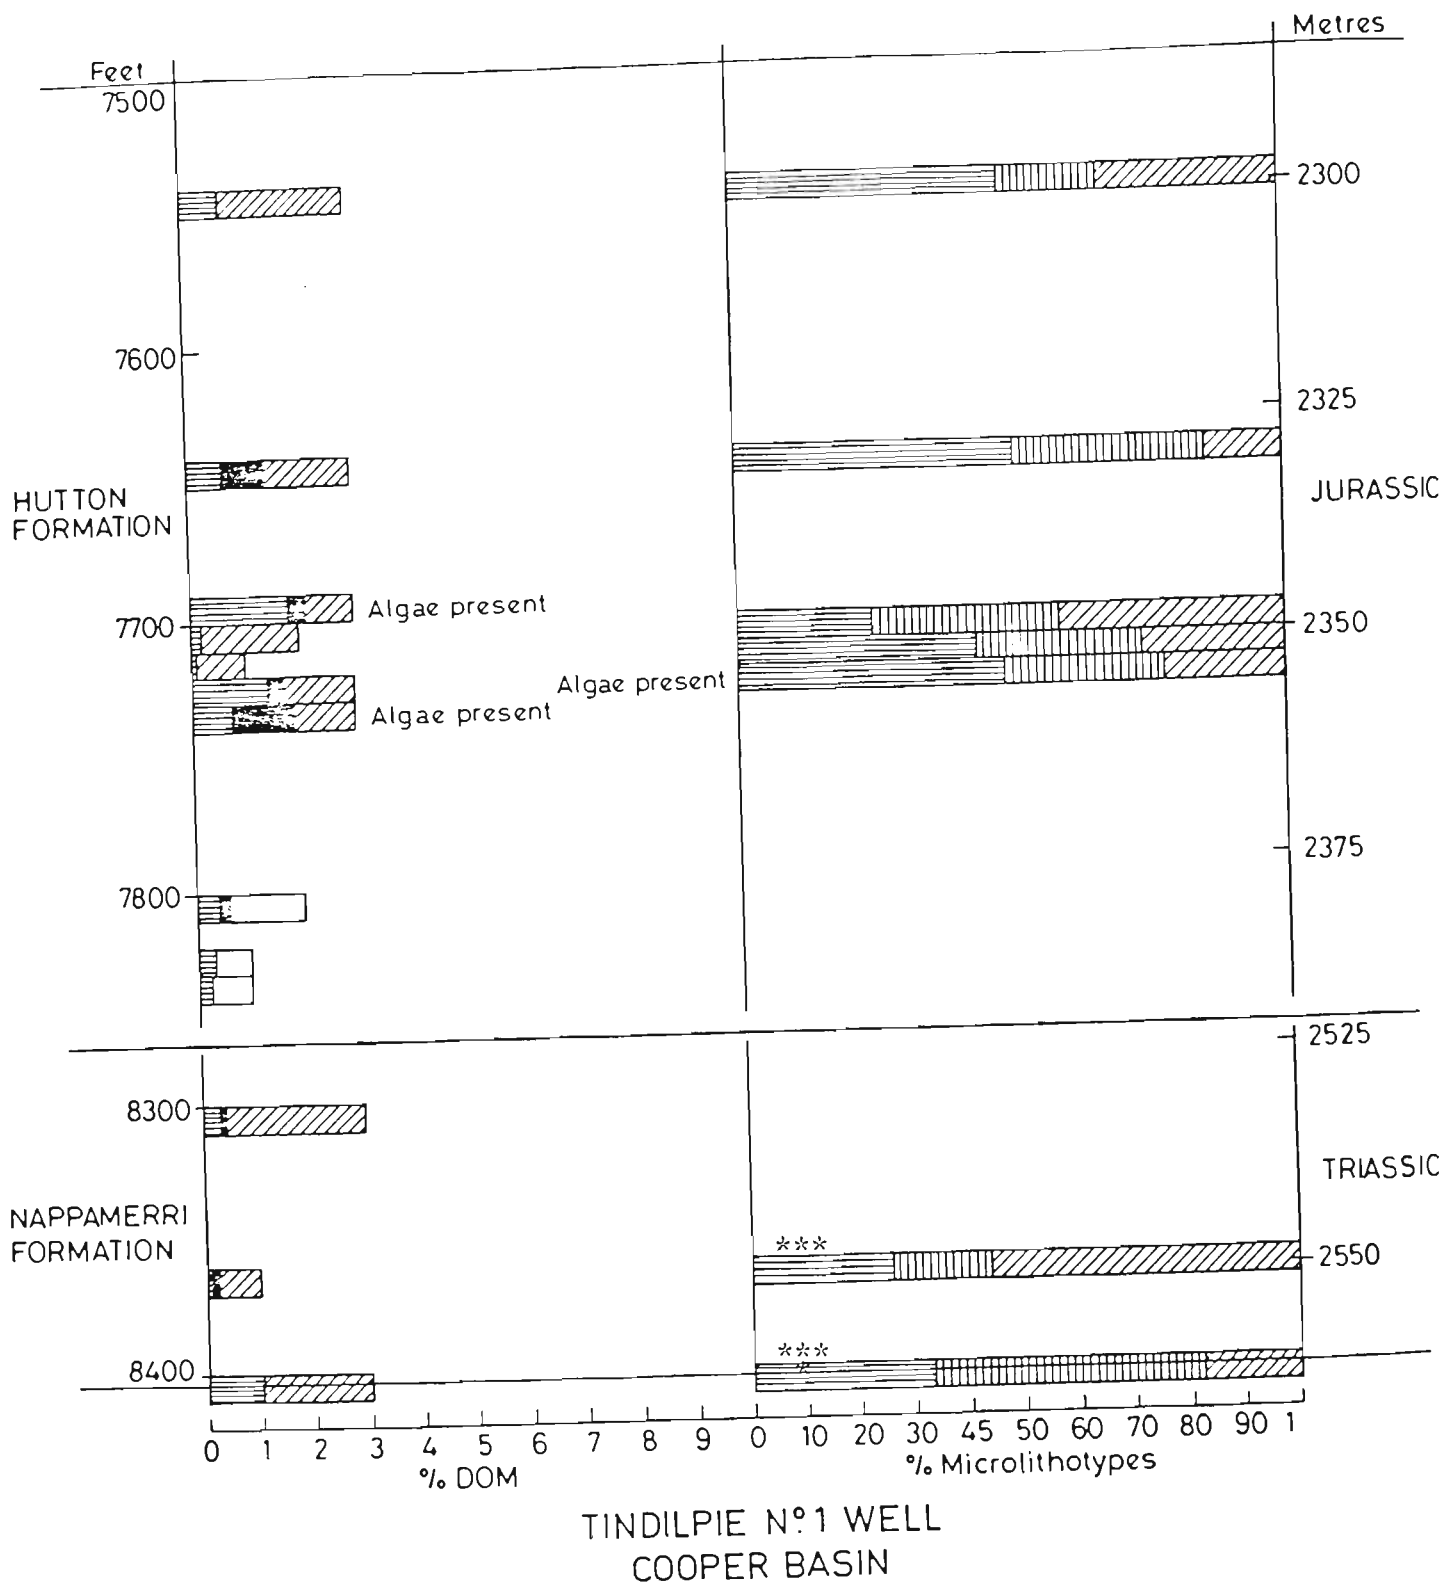 Feet
Metres
7500
2300
7600
2325
HUTTON
FORMATION
JURASSIC
Algae present
7700
2350
Algae present
Algae present
2375
7800
2525
8300
TRIASSIC
NAPPAMERRI
FORMATION
***
2550
***
8400
0 1 2 3 4 5 6 7 8 9
0 10 20 30 45 50 60 70 80 90 1
% DOM
% Microlithotypes
TINDILPIE Nº.1 WELL
COOPER BASIN